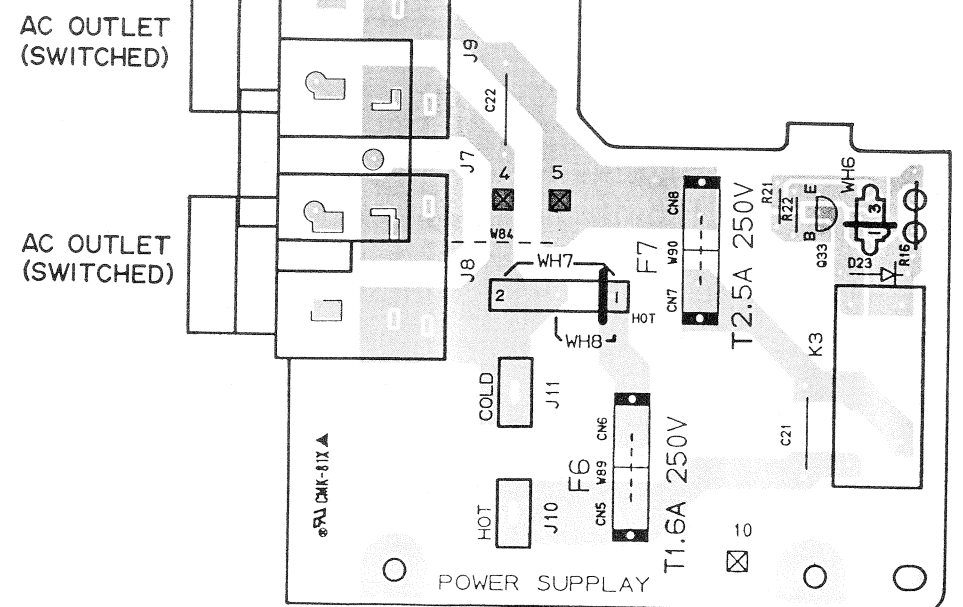 AC OUTLET
(SWITCHED)
J9
C22
J7
4
5
CN8
R21
R22
E
WH6
3
1
B
Q33
D23
R16
W84
AC OUTLET
(SWITCHED)
J8
WH7
2
1
HOT
WH8
F7
W90
CN7
T2.5A 250V
K3
COLD
J11
CN6
F6
W89
CN5
T1.6A 250V
C21
CMK-81X
HOT
J10
10
POWER SUPPLAY